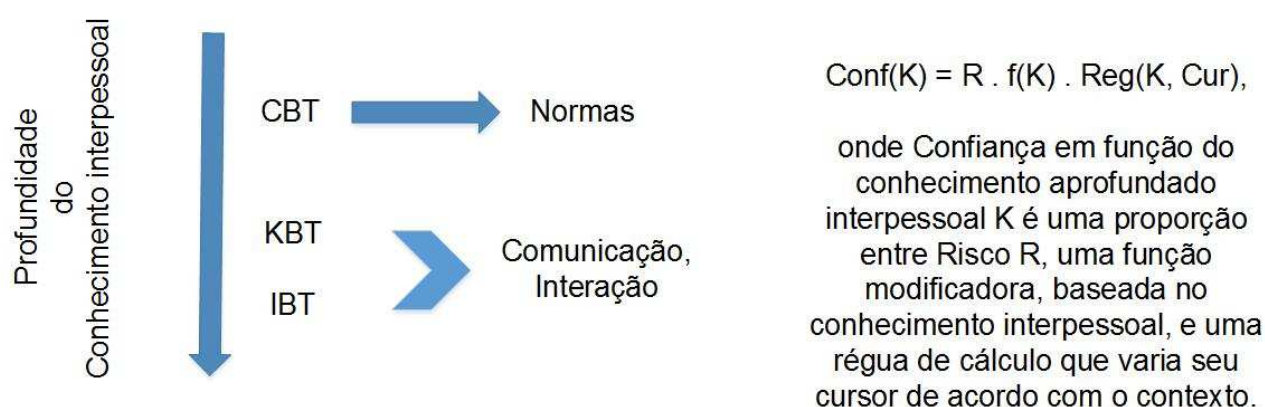 Profundidade
do
Conhecimento interpessoal
CBT
Normas
KBT
IBT
Comunicação,
Interação
Conf(K) = R . f(K) . Reg(K, Cur),
onde Confiança em função do
conhecimento aprofundado
interpessoal K é uma proporção
entre Risco R, uma função
modificadora, baseada no
conhecimento interpessoal, e uma
régua de cálculo que varia seu
cursor de acordo com o contexto.